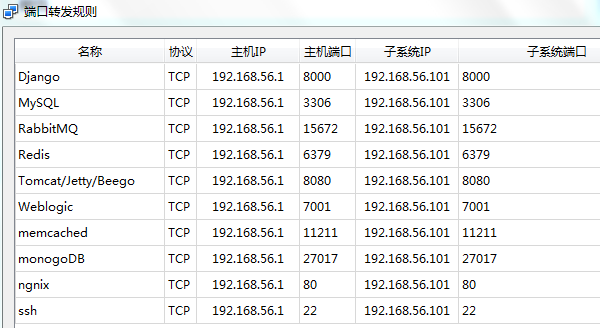 端口转发规则
名称 协议 主机IP 主机端口 子系统IP 子系统端口
Django TCP 192.168.56.1 8000 192.168.56.101 8000
MySQL TCP 192.168.56.1 3306 192.168.56.101 3306
RabbitMQ TCP 192.168.56.1 15672 192.168.56.101 15672
Redis TCP 192.168.56.1 6379 192.168.56.101 6379
Tomcat/Jetty/Beego TCP 192.168.56.1 8080 192.168.56.101 8080
Weblogic TCP 192.168.56.1 7001 192.168.56.101 7001
memcached TCP 192.168.56.1 11211 192.168.56.101 11211
monogoDB TCP 192.168.56.1 27017 192.168.56.101 27017
ngnix TCP 192.168.56.1 80 192.168.56.101 80
ssh TCP 192.168.56.1 22 192.168.56.101 22